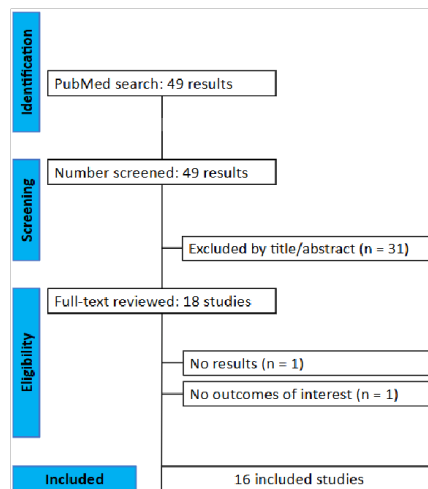 Identification
PubMed search: 49 results
Screening
Number screened: 49 results
Excluded by title/abstract (n = 31)
Eligibility
Full-text reviewed: 18 studies
No results (n = 1)
No outcomes of interest (n = 1)
Included
16 included studies